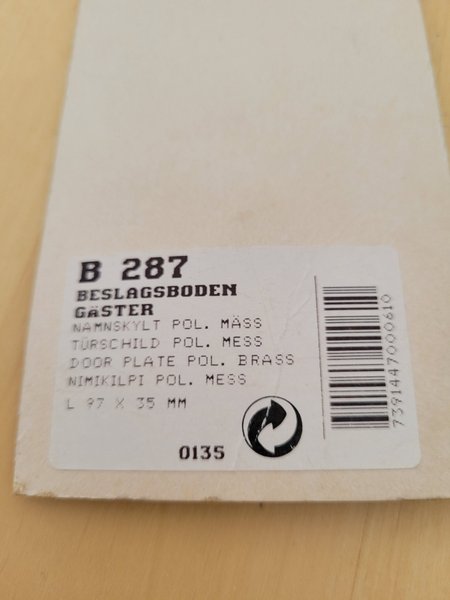 B 287
BESLAGSBODEN
GÄSTER
NAMNSKYLT POL. MÄSS
TÜRSCHILD POL. MESS
DOOR PLATE POL. BRASS
NIMIKILPI POL. MESS
L 97 X 35 MM
0135
7391447000610